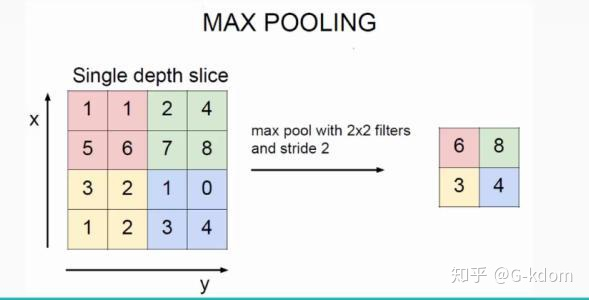 MAX POOLING
Single depth slice
x
1 1 2 4
5 6 7 8
3 2 1 0
1 2 3 4
y
max pool with 2x2 filters
and stride 2
6 8
3 4
知乎 @G-kdom